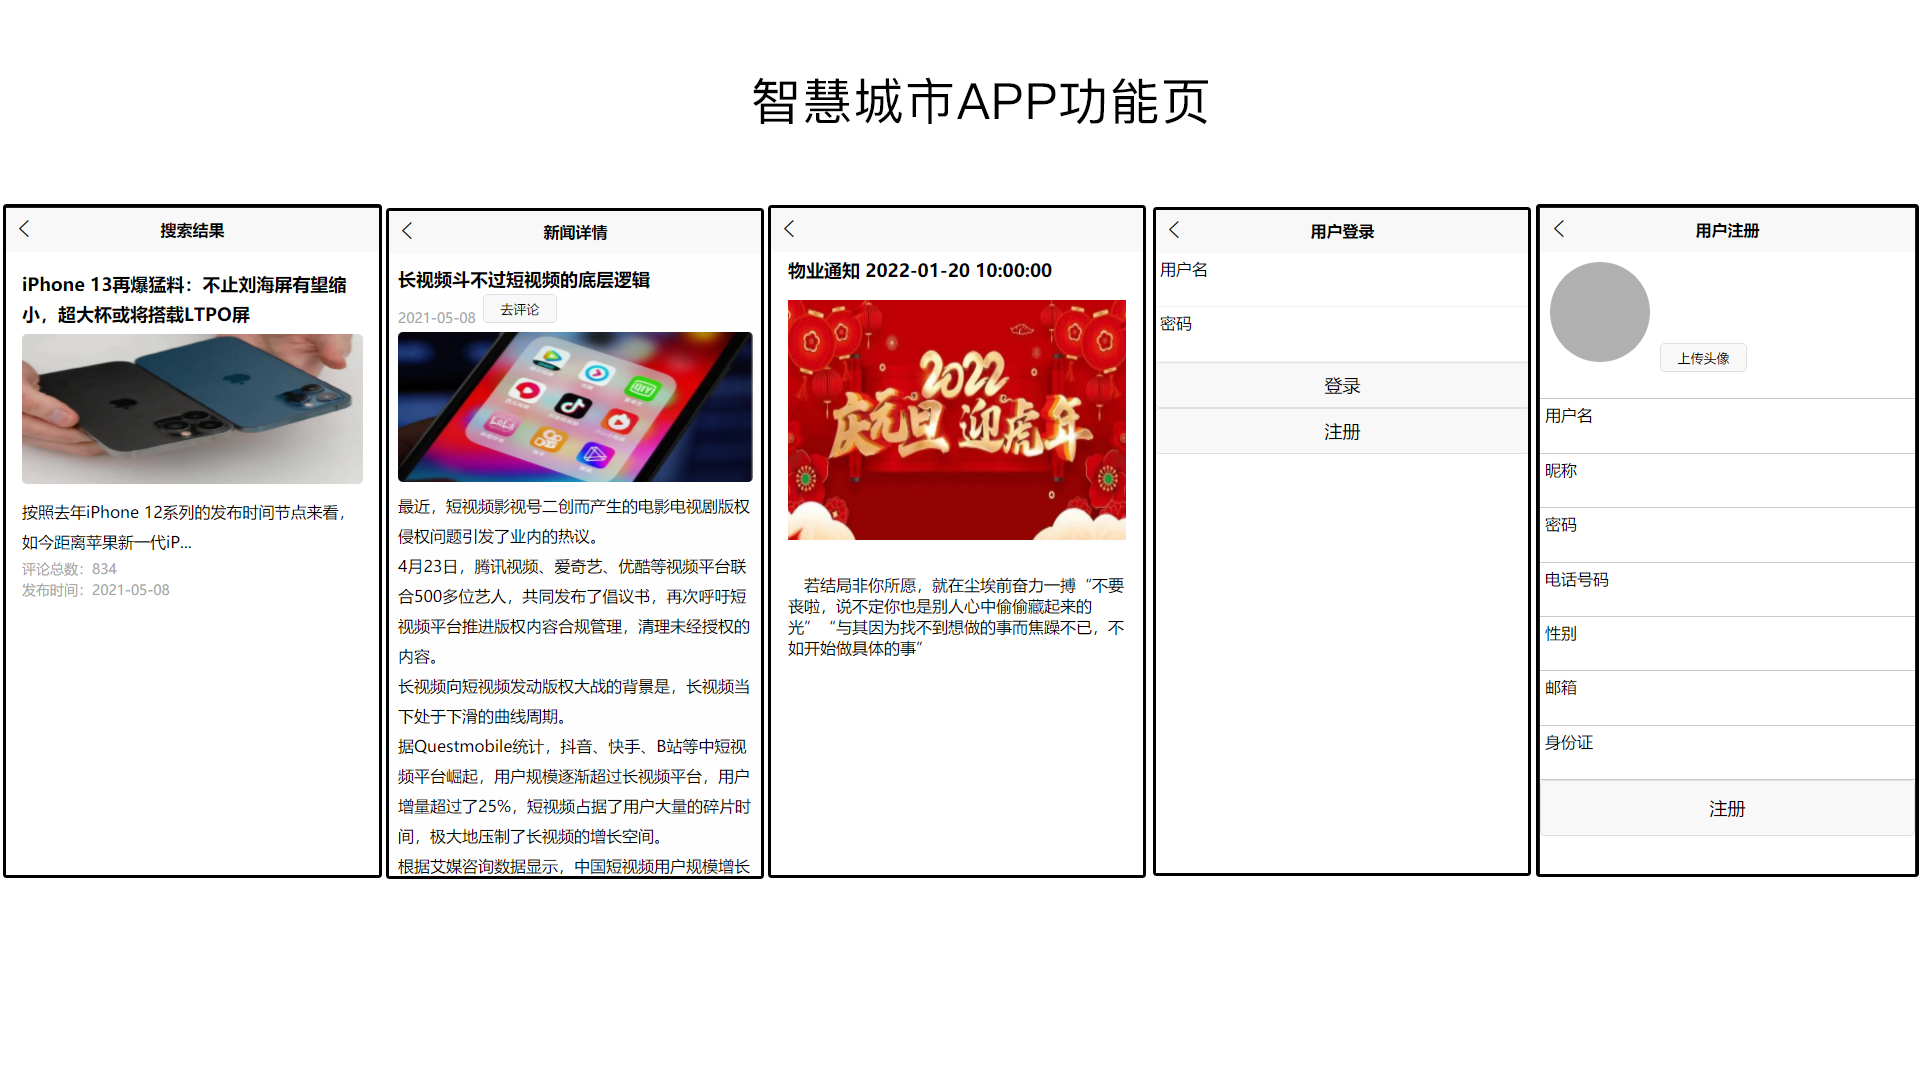 智慧城市APP功能页
搜索结果
iPhone 13再爆猛料：不止刘海屏有望缩
小，超大杯或将搭载LTPO屏
按照去年iPhone 12系列的发布时间节点来看，
如今距离苹果新一代iP...
评论总数：834
发布时间：2021-05-08
新闻详情
长视频斗不过短视频的底层逻辑
2021-05-08
去评论
最近，短视频影视号二创而产生的电影电视剧版权
侵权问题引发了业内的热议。
4月23日，腾讯视频、爱奇艺、优酷等视频平台联
合500多位艺人，共同发布了倡议书，再次呼吁短
视频平台推进版权内容合规管理，清理未经授权的
内容。
长视频向短视频发动版权大战的背景是，长视频当
下处于下滑的曲线周期。
据Questmobile统计，抖音、快手、B站等中短视
频平台崛起，用户规模逐渐超过长视频平台，用户
增量超过了25%，短视频占据了用户大量的碎片时
间，极大地压制了长视频的增长空间。
根据艾媒咨询数据显示，中国短视频用户规模增长
物业通知 2022-01-20 10:00:00
2022
庆元旦 迎虎年
若结局非你所愿，就在尘埃前奋力一搏“不要
丧啦，说不定你也是别人心中偷偷藏起来的
光” “与其因为找不到想做的事而焦躁不已，不
如开始做具体的事”
用户登录
用户名
密码
登录
注册
用户注册
上传头像
用户名
昵称
密码
电话号码
性别
邮箱
身份证
注册